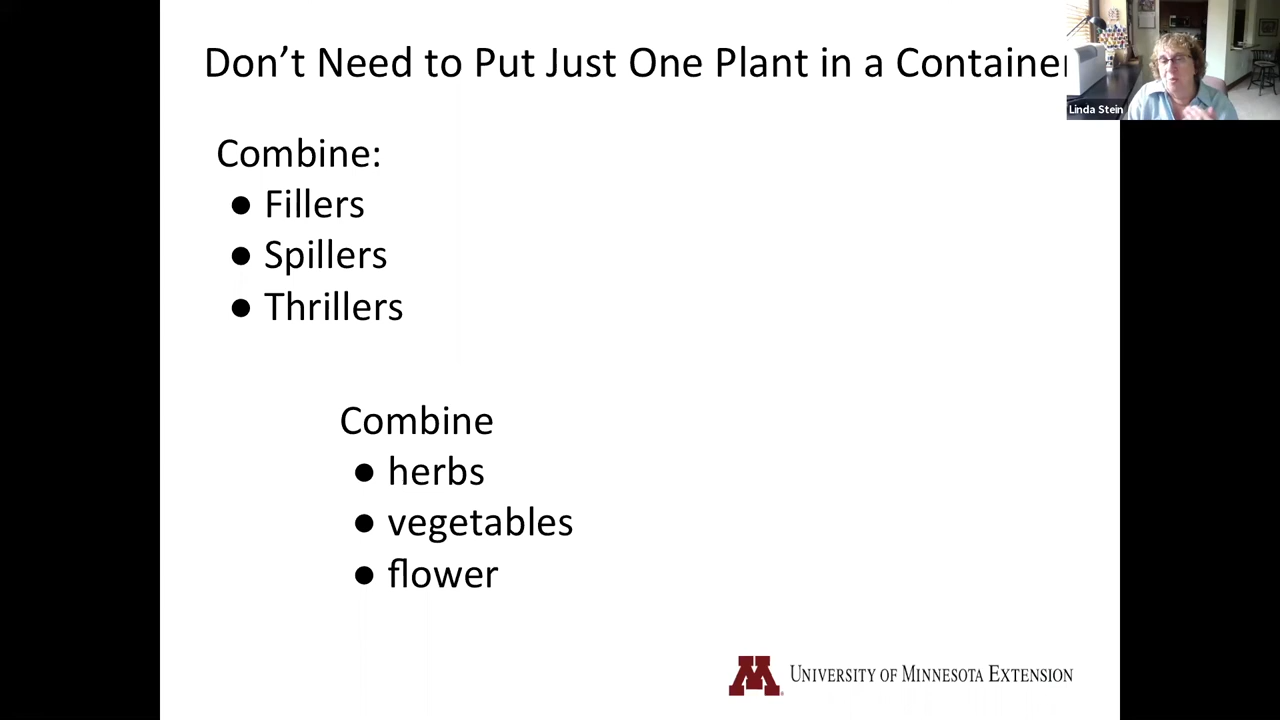 Don't Need to Put Just One Plant in a Container
Linda Stein
Combine:
● Fillers
● Spillers
● Thrillers
Combine
● herbs
● vegetables
● flower
M UNIVERSITY OF MINNESOTA EXTENSION